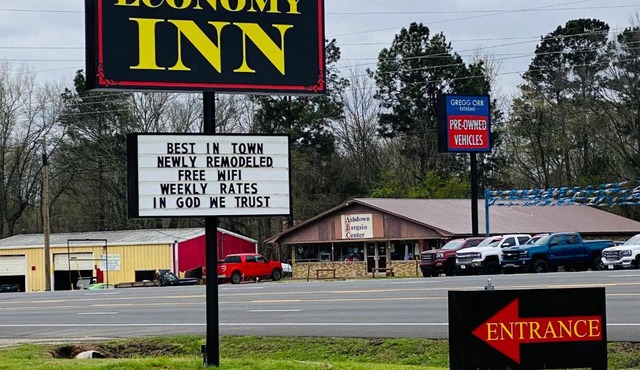 ECONOMY
INN
BEST IN TOWN
NEWLY REMODELED
FREE WIFI
WEEKLY RATES
IN GOD WE TRUST
GREGG ORR
EXTREME
PRE-OWNED
VEHICLES
Ashdown
Bargain
Center
ENTRANCE